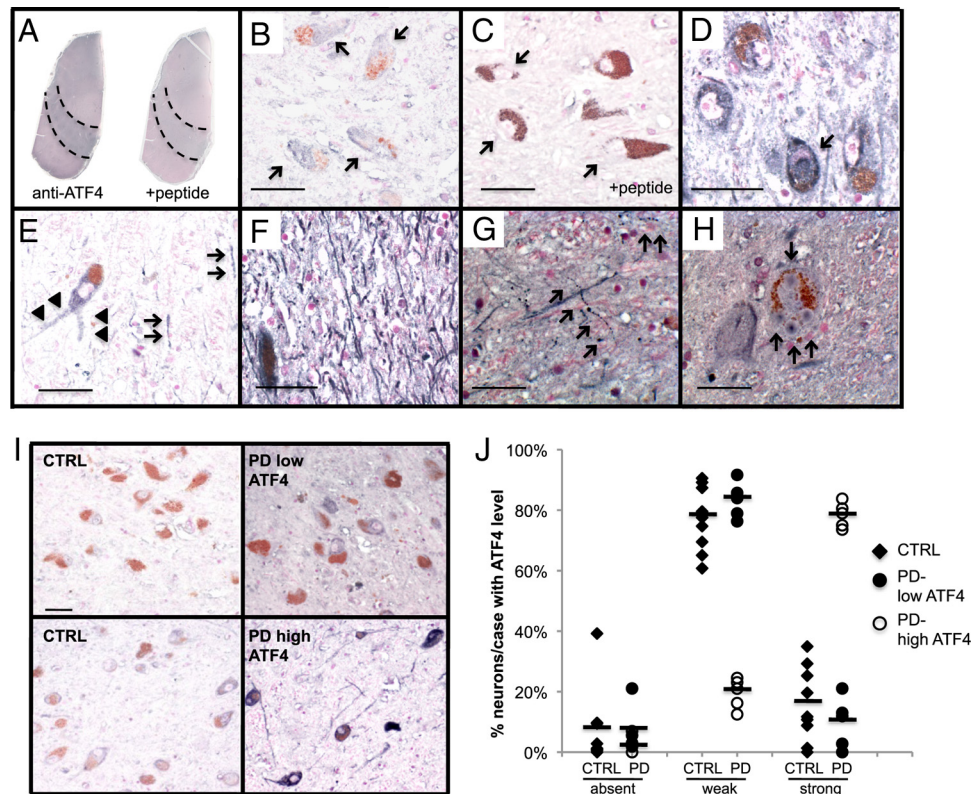 A
B
C
D
anti-ATF4
+peptide
+peptide
E
F
G
H
I
CTRL
PD low
ATF4
CTRL
PD high
ATF4
J
% neurons/case with ATF4 level
100%
80%
60%
40%
20%
0%
CTRL PD
CTRL PD
CTRL PD
absent
weak
strong
CTRL
PD-
low ATF4
PD-
high ATF4